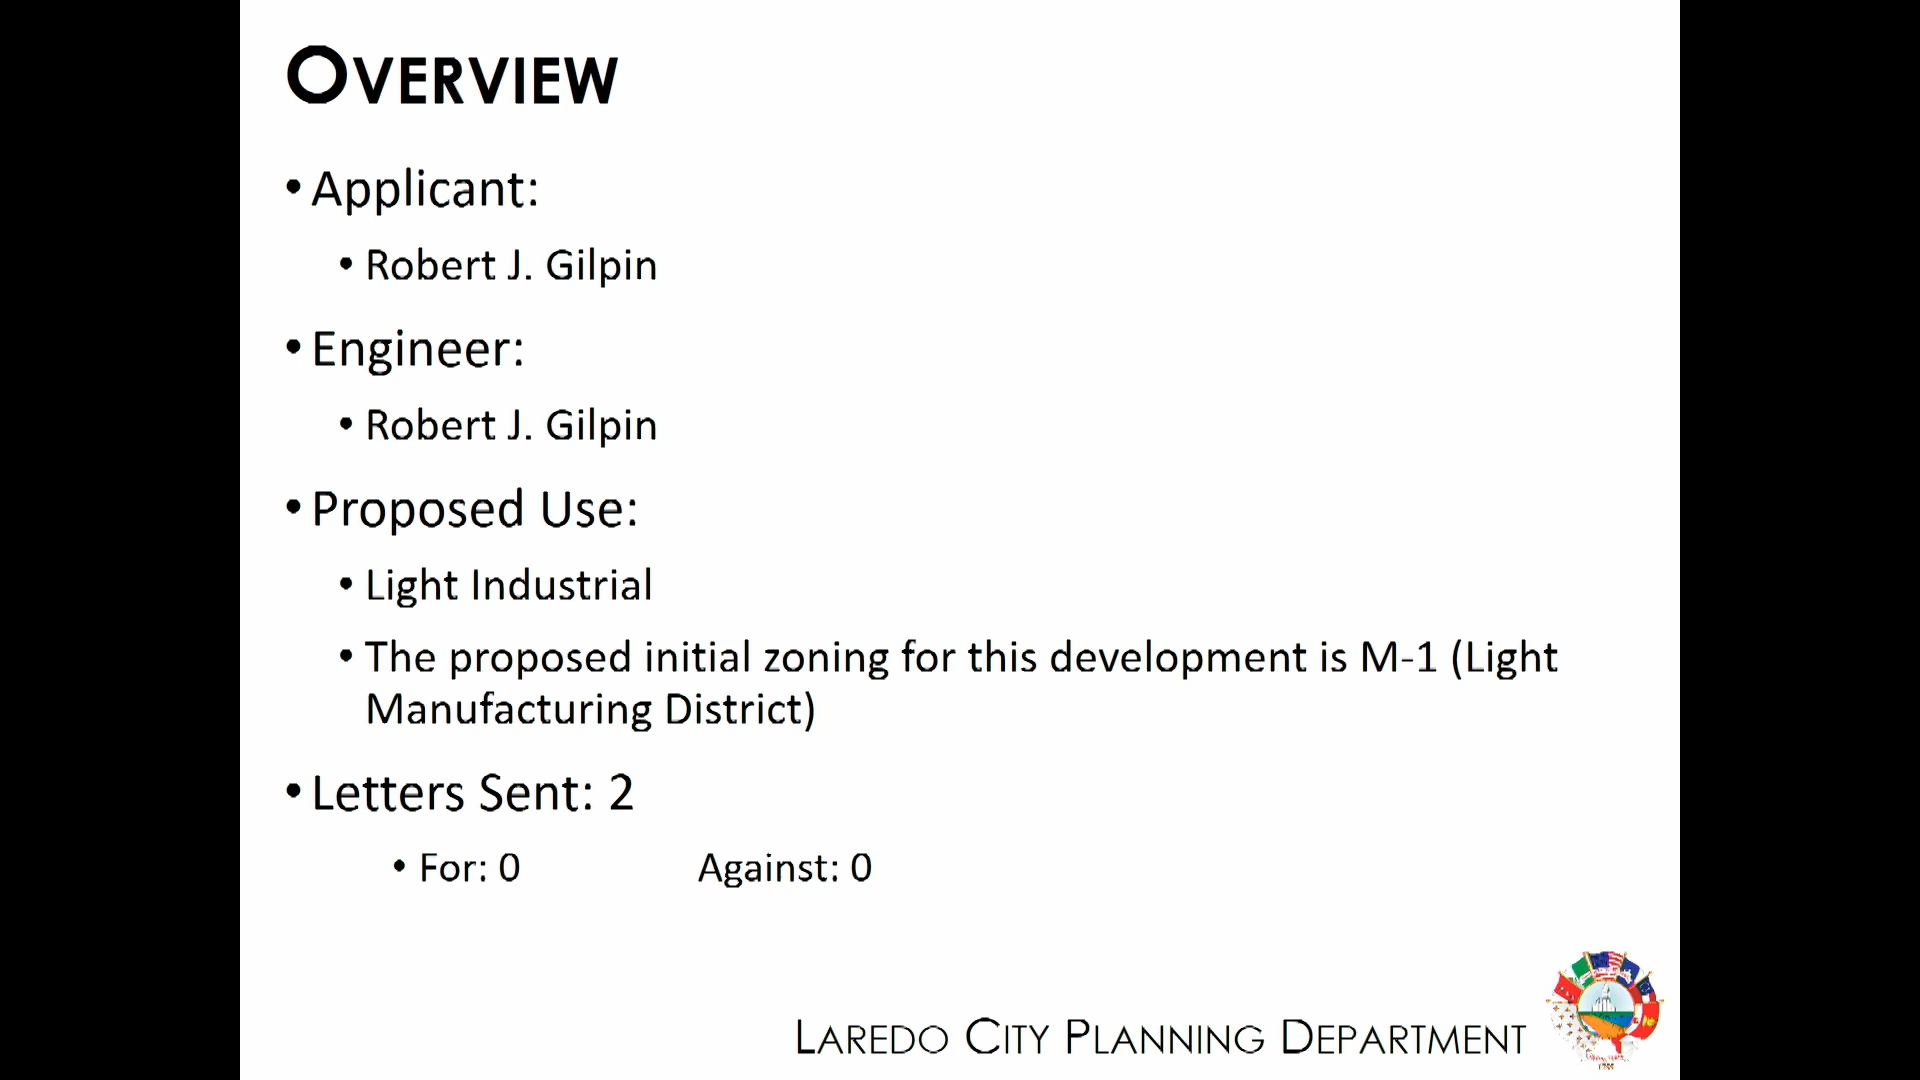 OVERVIEW
• Applicant:
• Robert J. Gilpin
• Engineer:
• Robert J. Gilpin
• Proposed Use:
• Light Industrial
• The proposed initial zoning for this development is M-1 (Light
Manufacturing District)
• Letters Sent: 2
• For: 0 Against: 0
LAREDO CITY PLANNING DEPARTMENT